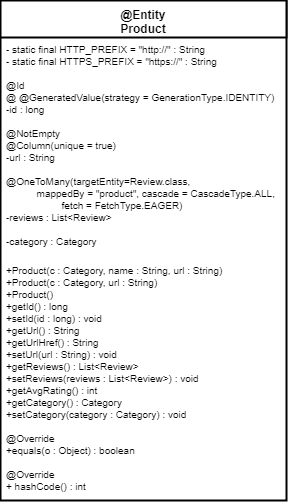 @Entity
Product
- static final HTTP_PREFIX = "http://" : String
- static final HTTPS_PREFIX = "https://" : String
@Id
@ @GeneratedValue(strategy = GenerationType.IDENTITY)
-id : long
@NotEmpty
@Column(unique = true)
-url : String
@OneToMany(targetEntity=Review.class,
mappedBy = "product", cascade = CascadeType.ALL,
fetch = FetchType.EAGER)
-reviews : List<Review>
-category : Category
+Product(c : Category, name : String, url : String)
+Product(c : Category, url : String)
+Product()
+getId() : long
+setId(id : long) : void
+getUrl() : String
+getUrlHref() : String
+setUrl(url : String) : void
+getReviews() : List<Review>
+setReviews(reviews : List<Review>) : void
+getAvgRating() : int
+getCategory() : Category
+setCategory(category : Category) : void
@Override
+equals(o : Object) : boolean
@Override
+ hashCode() : int